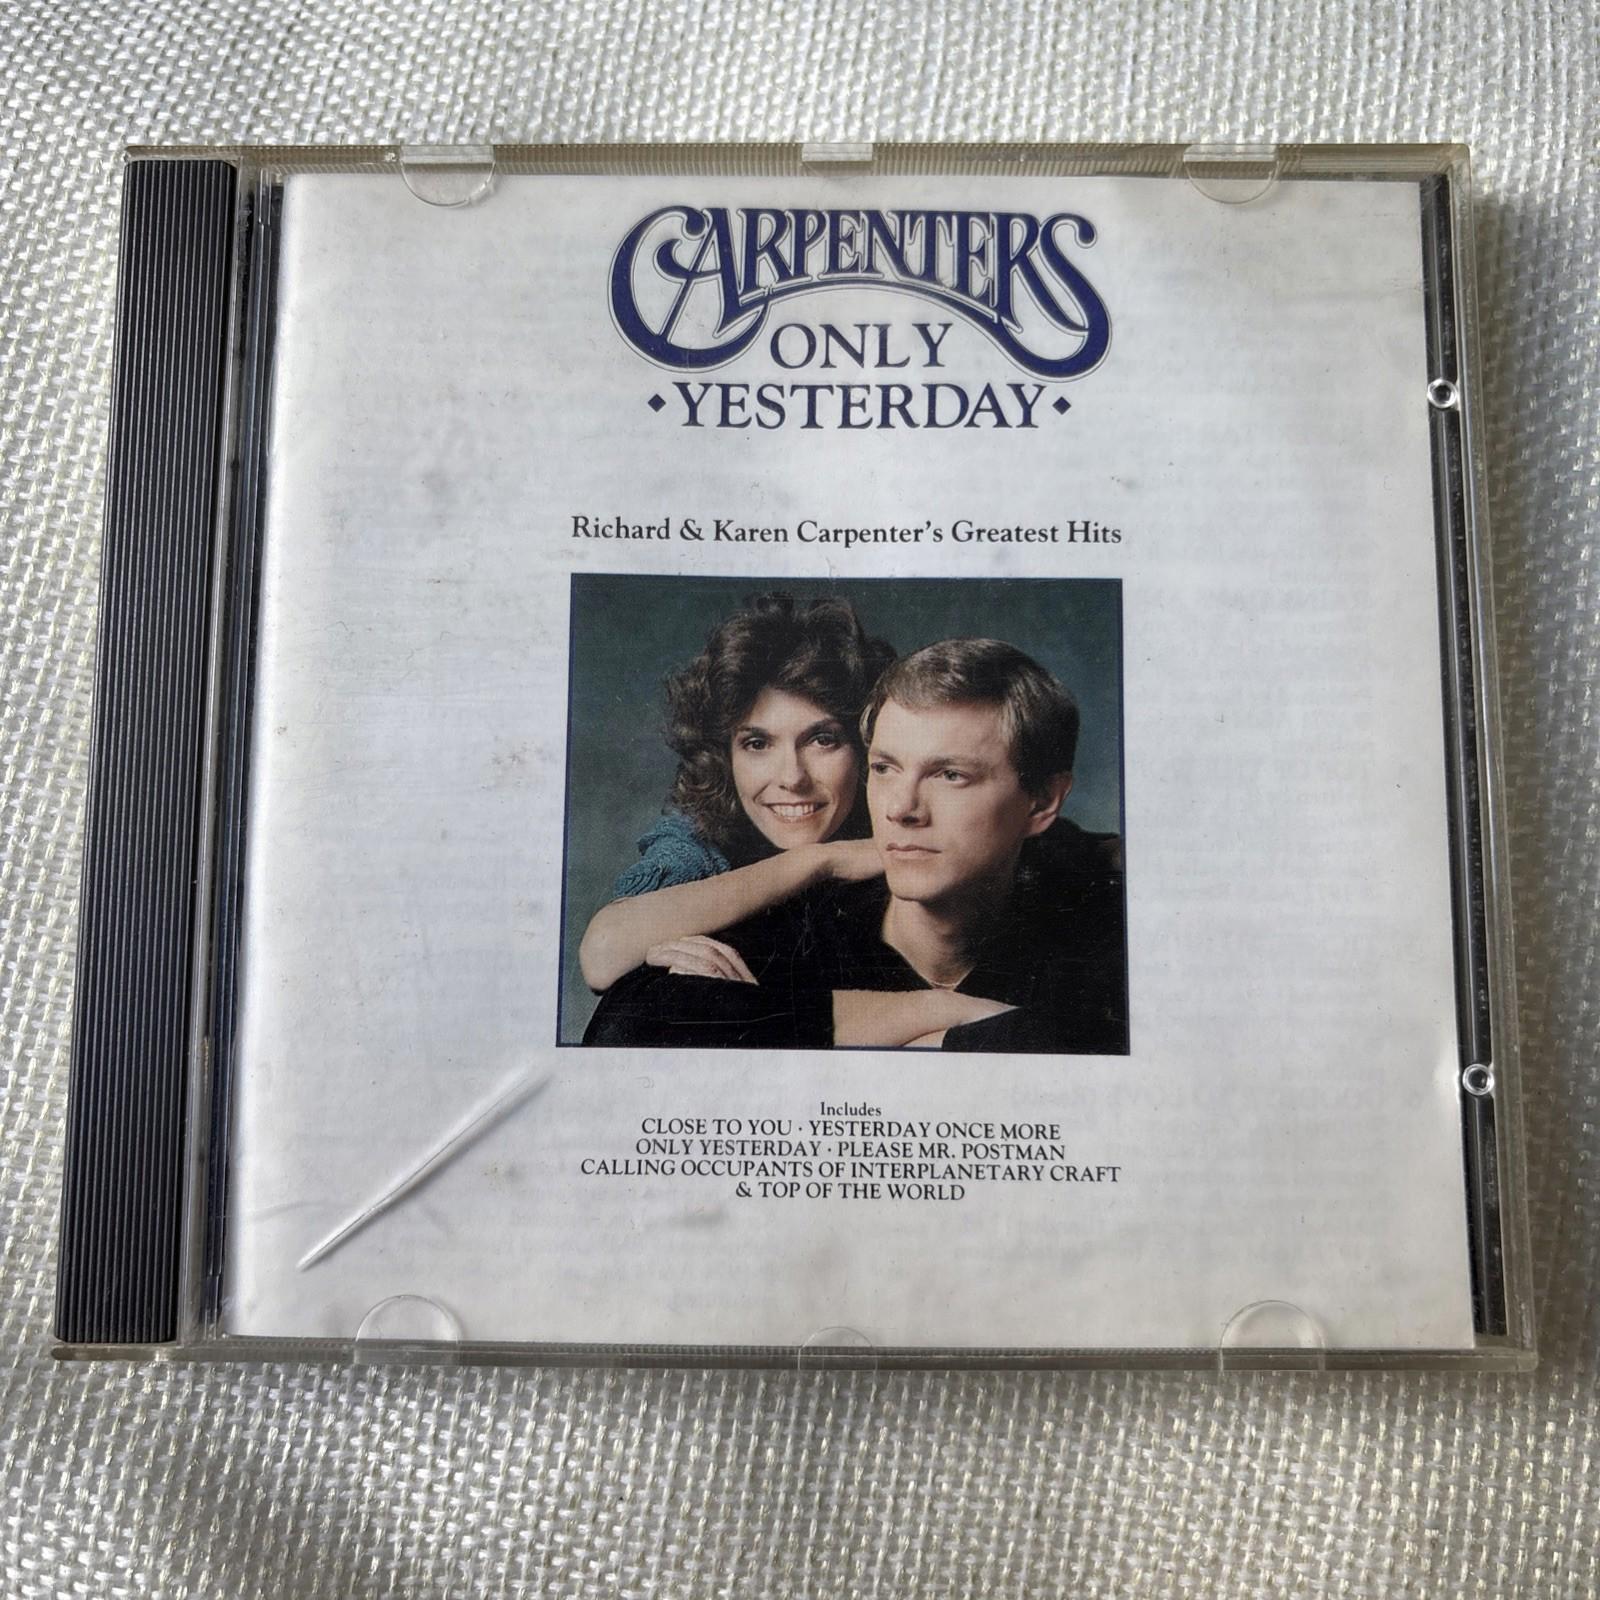 CARPENTERS
ONLY
•YESTERDAY•
Richard & Karen Carpenter's Greatest Hits
Includes
CLOSE TO YOU · YESTERDAY ONCE MORE
ONLY YESTERDAY · PLEASE MR. POSTMAN
CALLING OCCUPANTS OF INTERPLANETARY CRAFT
& TOP OF THE WORLD